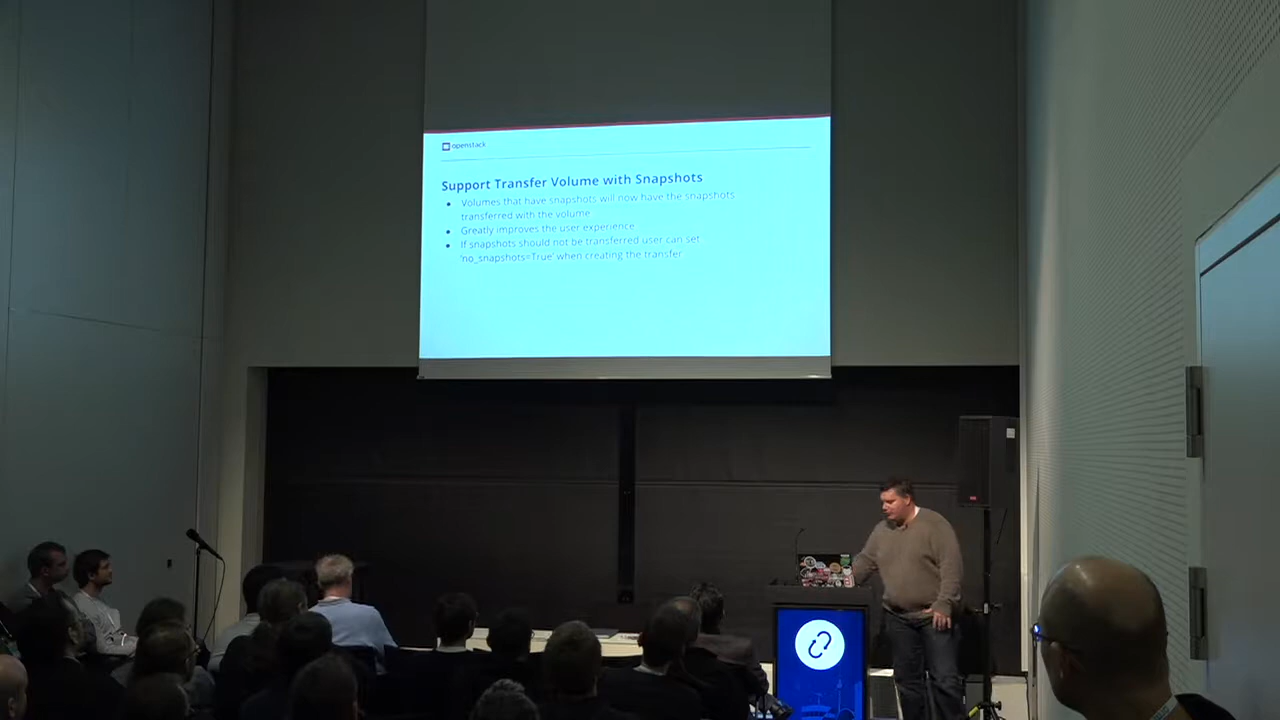 openstack
Support Transfer Volume with Snapshots
• Volumes that have snapshots will now have the snapshots
transferred with the volume
• Greatly improves the user experience
• If snapshots should not be transferred user can set
'no_snapshots=True' when creating the transfer